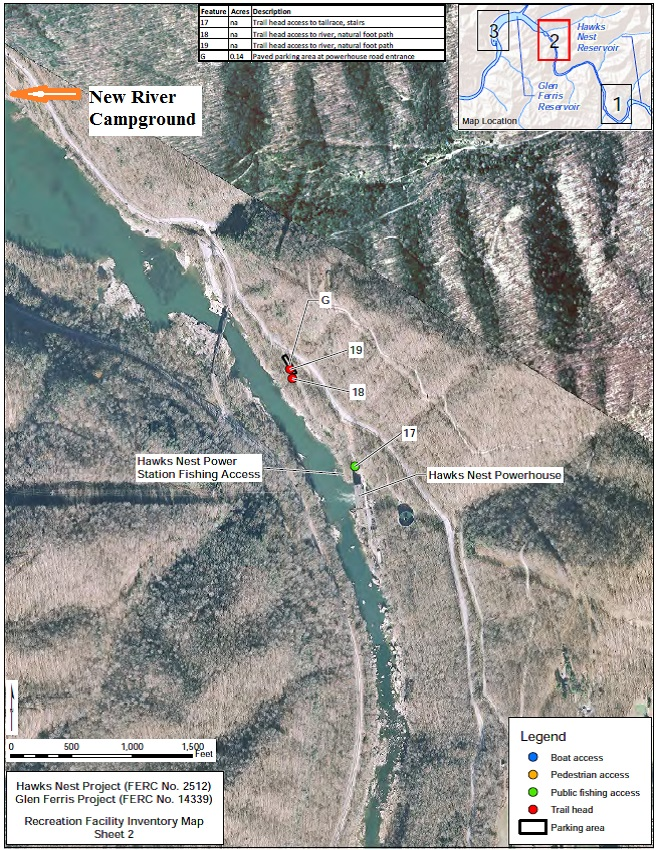 Feature Acres Description
17 na Trail head access to tailrace, stairs
18 na Trail head access to river, natural foot path
19 na Trail head access to river, natural foot path
G 0.14 Paved parking area at powerhouse road entrance
3
2
Hawks
Nest
Reservoir
Glen
Ferris
Reservoir
1
Map Location
New River
Campground
G
19
18
17
Hawks Nest Power
Station Fishing Access
Hawks Nest Powerhouse
0 500 1,000 1,500
Feet
Hawks Nest Project (FERC No. 2512)
Glen Ferris Project (FERC No. 14339)
Recreation Facility Inventory Map
Sheet 2
Legend
Boat access
Pedestrian access
Public fishing access
Trail head
Parking area